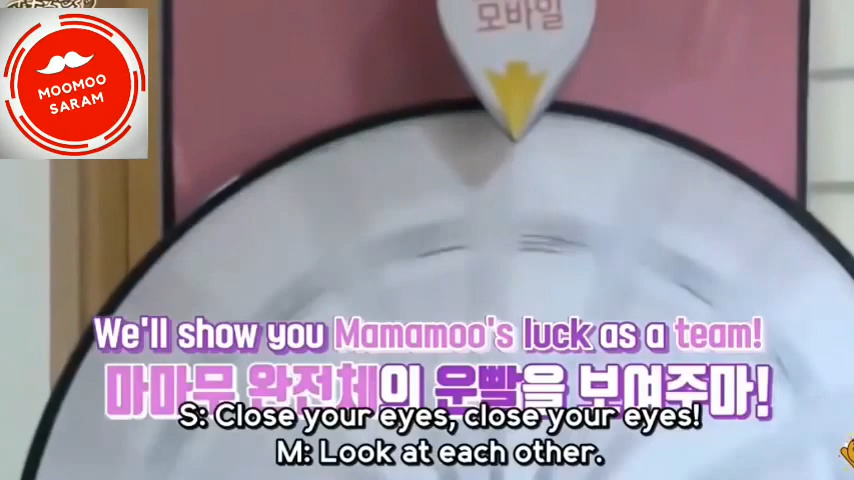 MOOMOO
SARAM
모바일
We'll show you Mamamoo's luck as a team!
마마무 완전체의 운빨을 보여주마!
S: Close your eyes, close your eyes!
M: Look at each other.